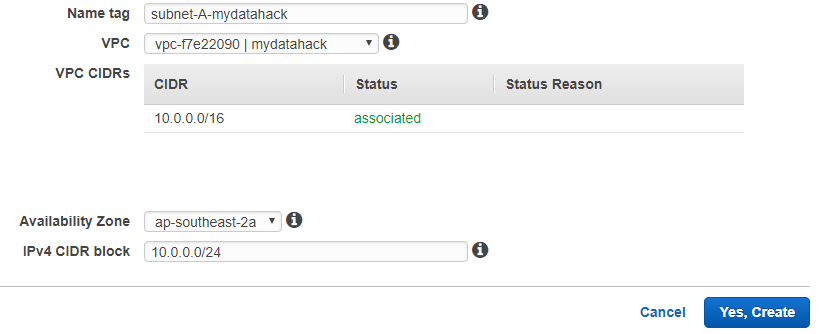 Name tag subnet-A-mydatahack
VPC vpc-f7e22090 | mydatahack
VPC CIDRs
CIDR Status Status Reason
10.0.0.0/16 associated
Availability Zone ap-southeast-2a
IPv4 CIDR block 10.0.0.0/24
Cancel Yes, Create